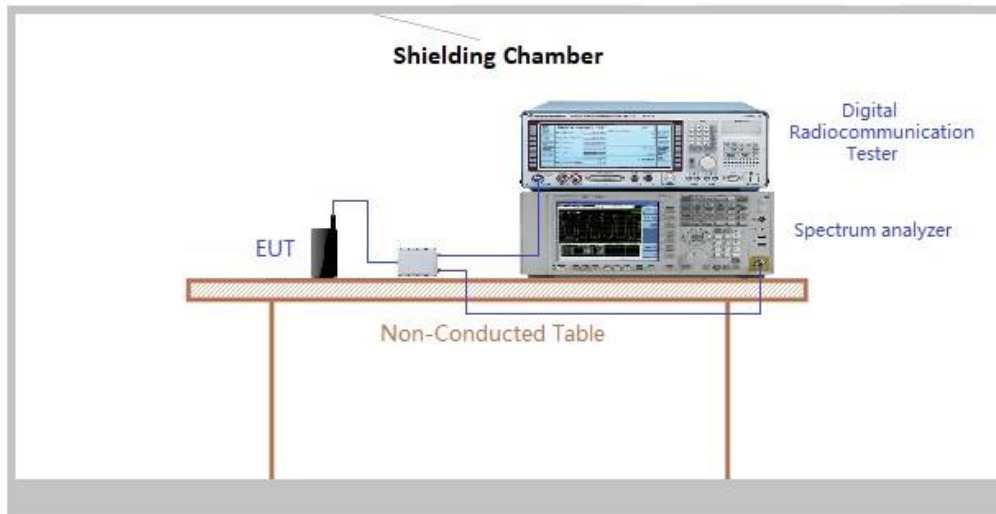 Shielding Chamber
Digital
Radiocommunication
Tester
EUT
Spectrum analyzer
Non-Conducted Table